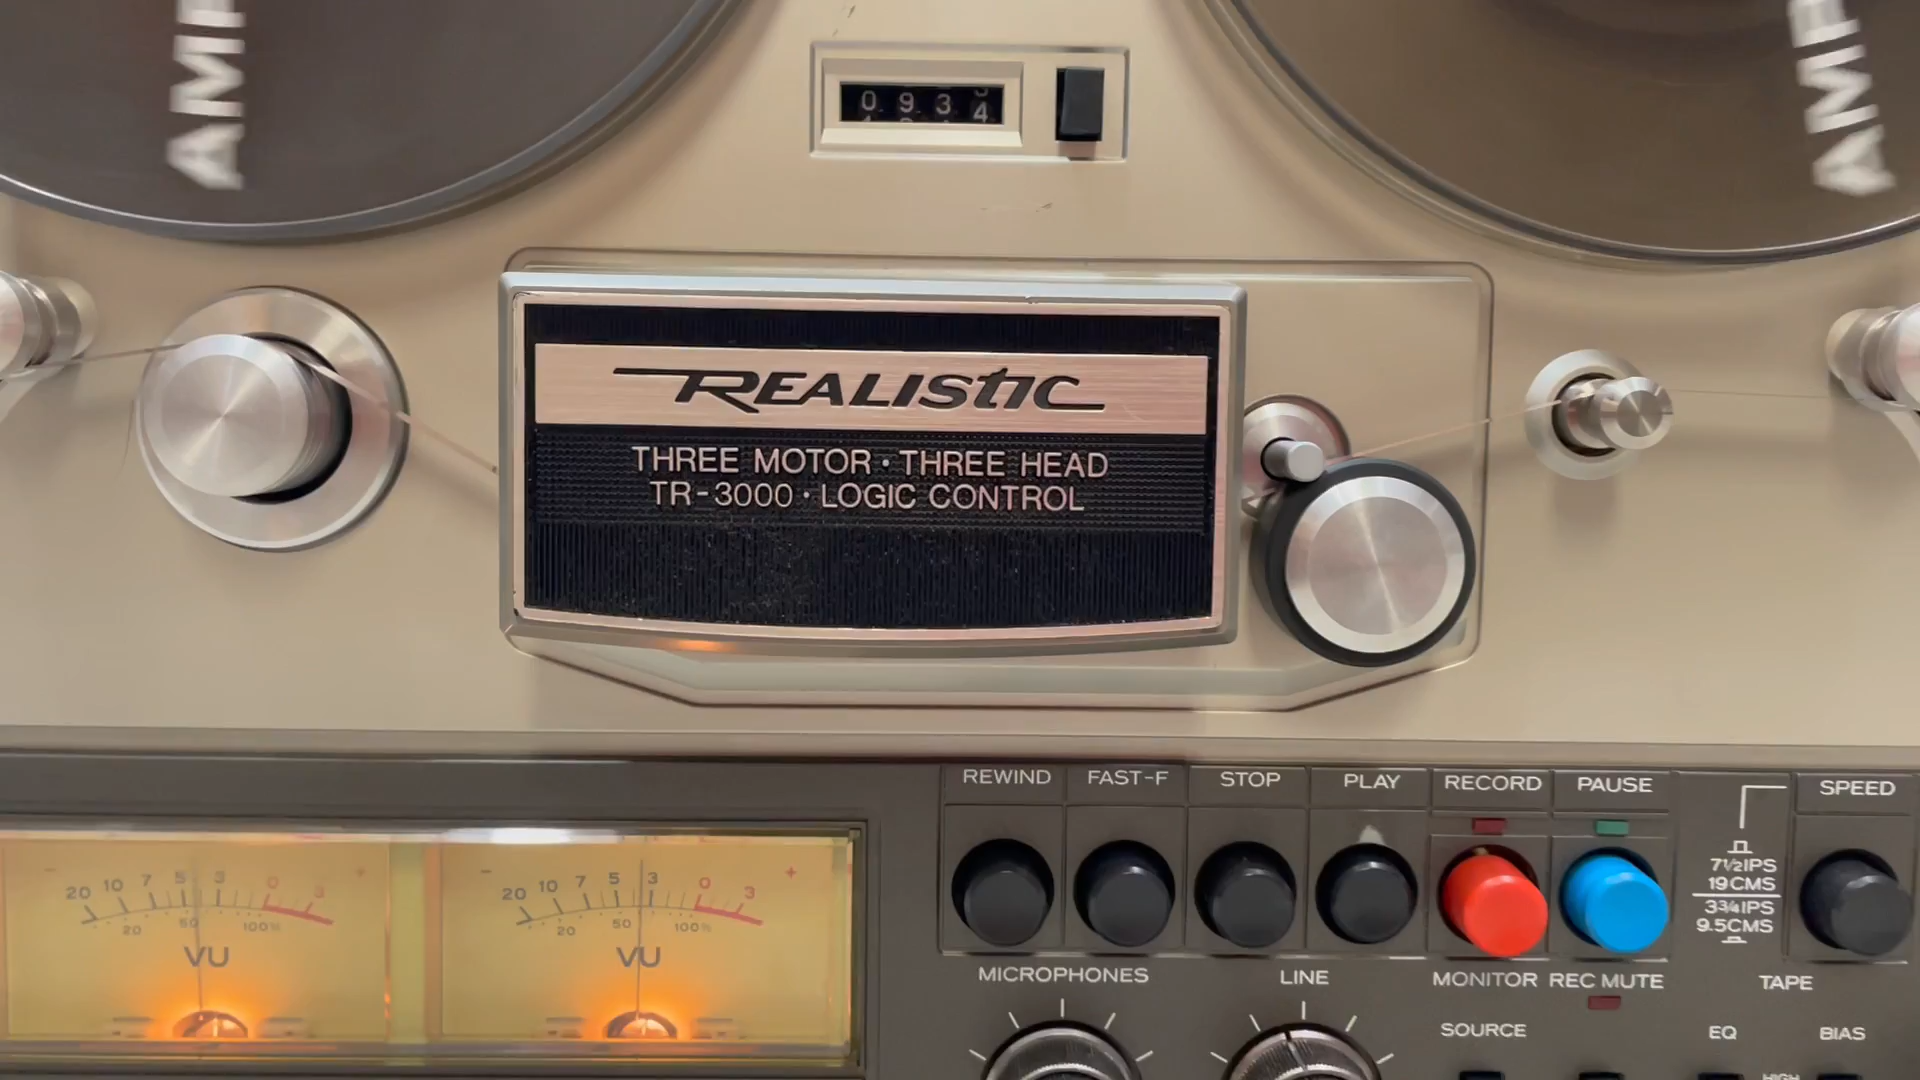 AMP
AMP
0934
REALISTIC
THREE MOTOR · THREE HEAD
TR-3000 · LOGIC CONTROL
REWIND FAST-F STOP PLAY RECORD PAUSE SPEED
7½IPS
19CMS
3¾IPS
9.5CMS
- +
20 10 7 5 3 0 3
20 50 100%
VU
- +
20 10 7 5 3 0 3
20 50 100%
VU
MICROPHONES LINE MONITOR REC MUTE TAPE
SOURCE EQ BIAS
HIGH